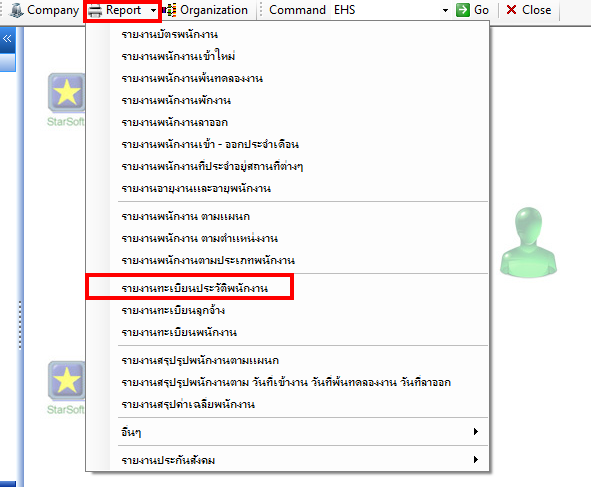 Company Report Organization Command EHS Go Close
รายงานบัตรพนักงาน
รายงานพนักงานเข้าใหม่
รายงานพนักงานพ้นทดลองงาน
รายงานพนักงานพักงาน
รายงานพนักงานลาออก
รายงานพนักงานเข้า - ออกประจำเดือน
รายงานพนักงานที่ประจำอยู่สถานที่ต่างๆ
รายงานอายุงานและอายุพนักงาน
รายงานพนักงาน ตามแผนก
รายงานพนักงาน ตามตำแหน่งงาน
รายงานพนักงานตามประเภทพนักงาน
รายงานทะเบียนประวัติพนักงาน
รายงานทะเบียนลูกจ้าง
รายงานทะเบียนพนักงาน
รายงานสรุปรูปพนักงานตามแผนก
รายงานสรุปรูปพนักงานตาม วันที่เข้างาน วันที่พ้นทดลองงาน วันที่ลาออก
รายงานสรุปค่าเฉลี่ยพนักงาน
อื่นๆ
รายงานประกันสังคม
StarSoft
StarSoft